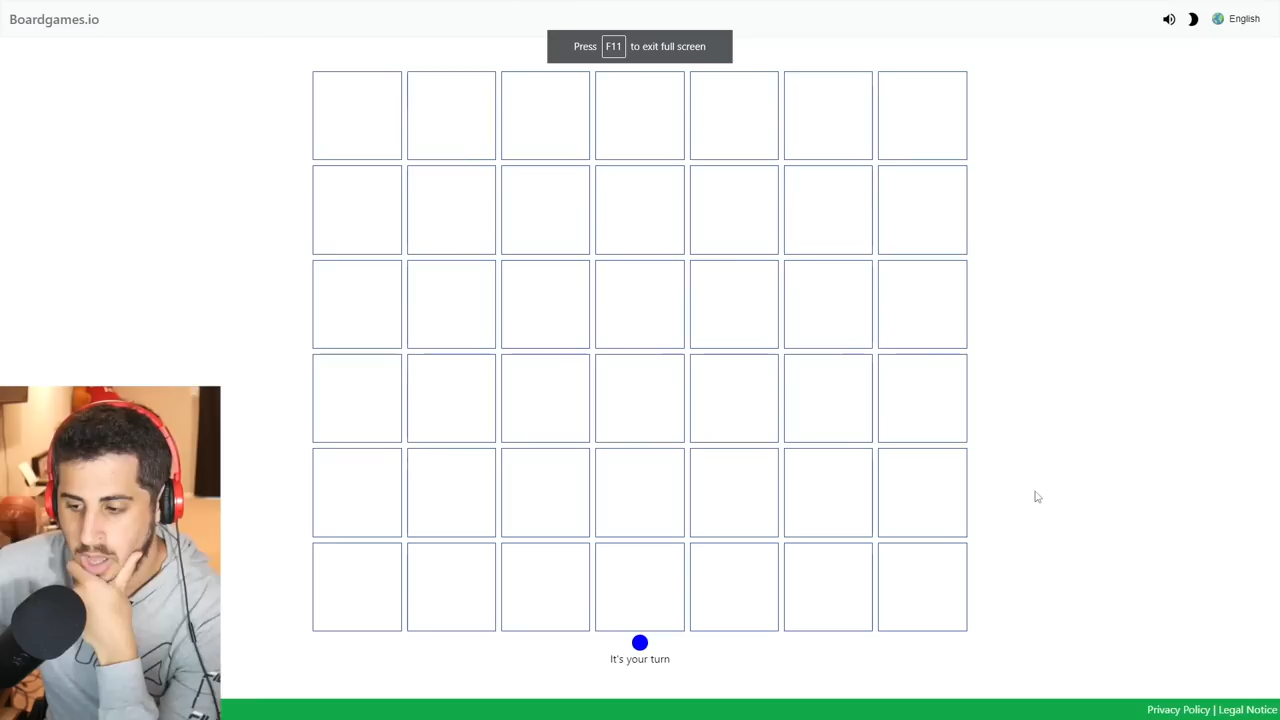 Boardgames.io
English
Press F11 to exit full screen
It's your turn
Privacy Policy | Legal Notice